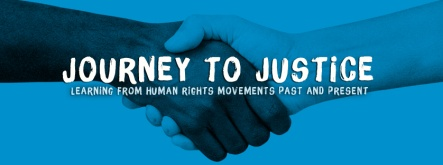 JOURNEY TO JUSTICE
LEARNING FROM HUMAN RIGHTS MOVEMENTS PAST AND PRESENT